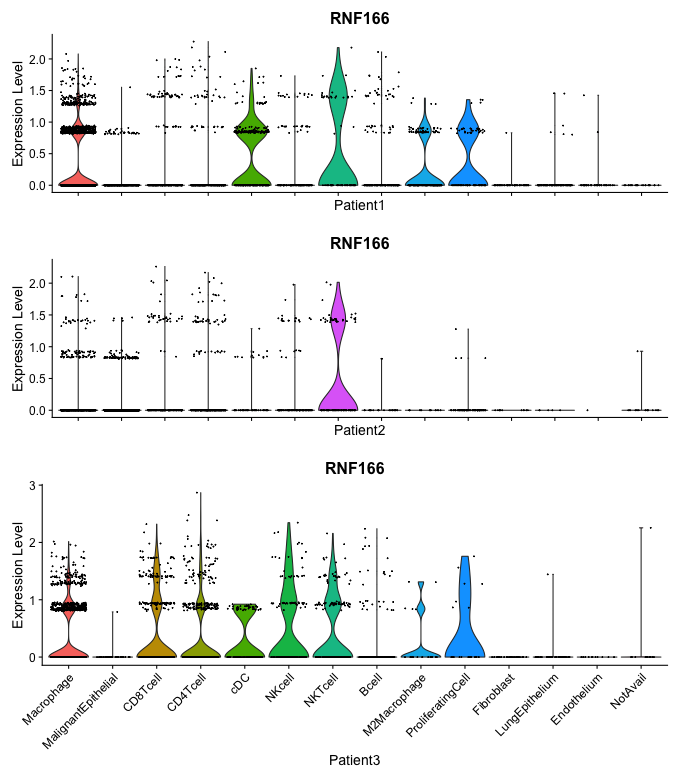 RNF166
Expression Level
2.0
1.5
1.0
0.5
0.0
Patient1
RNF166
Expression Level
2.0
1.5
1.0
0.5
0.0
Patient2
RNF166
Expression Level
3
2
1
0
Macrophage
MalignantEpithelial
CD8Tcell
CD4Tcell
cDC
NKcell
NKTcell
Bcell
M2Macrophage
ProliferatingCell
Fibroblast
LungEpithelium
Endothelium
NotAvail
Patient3